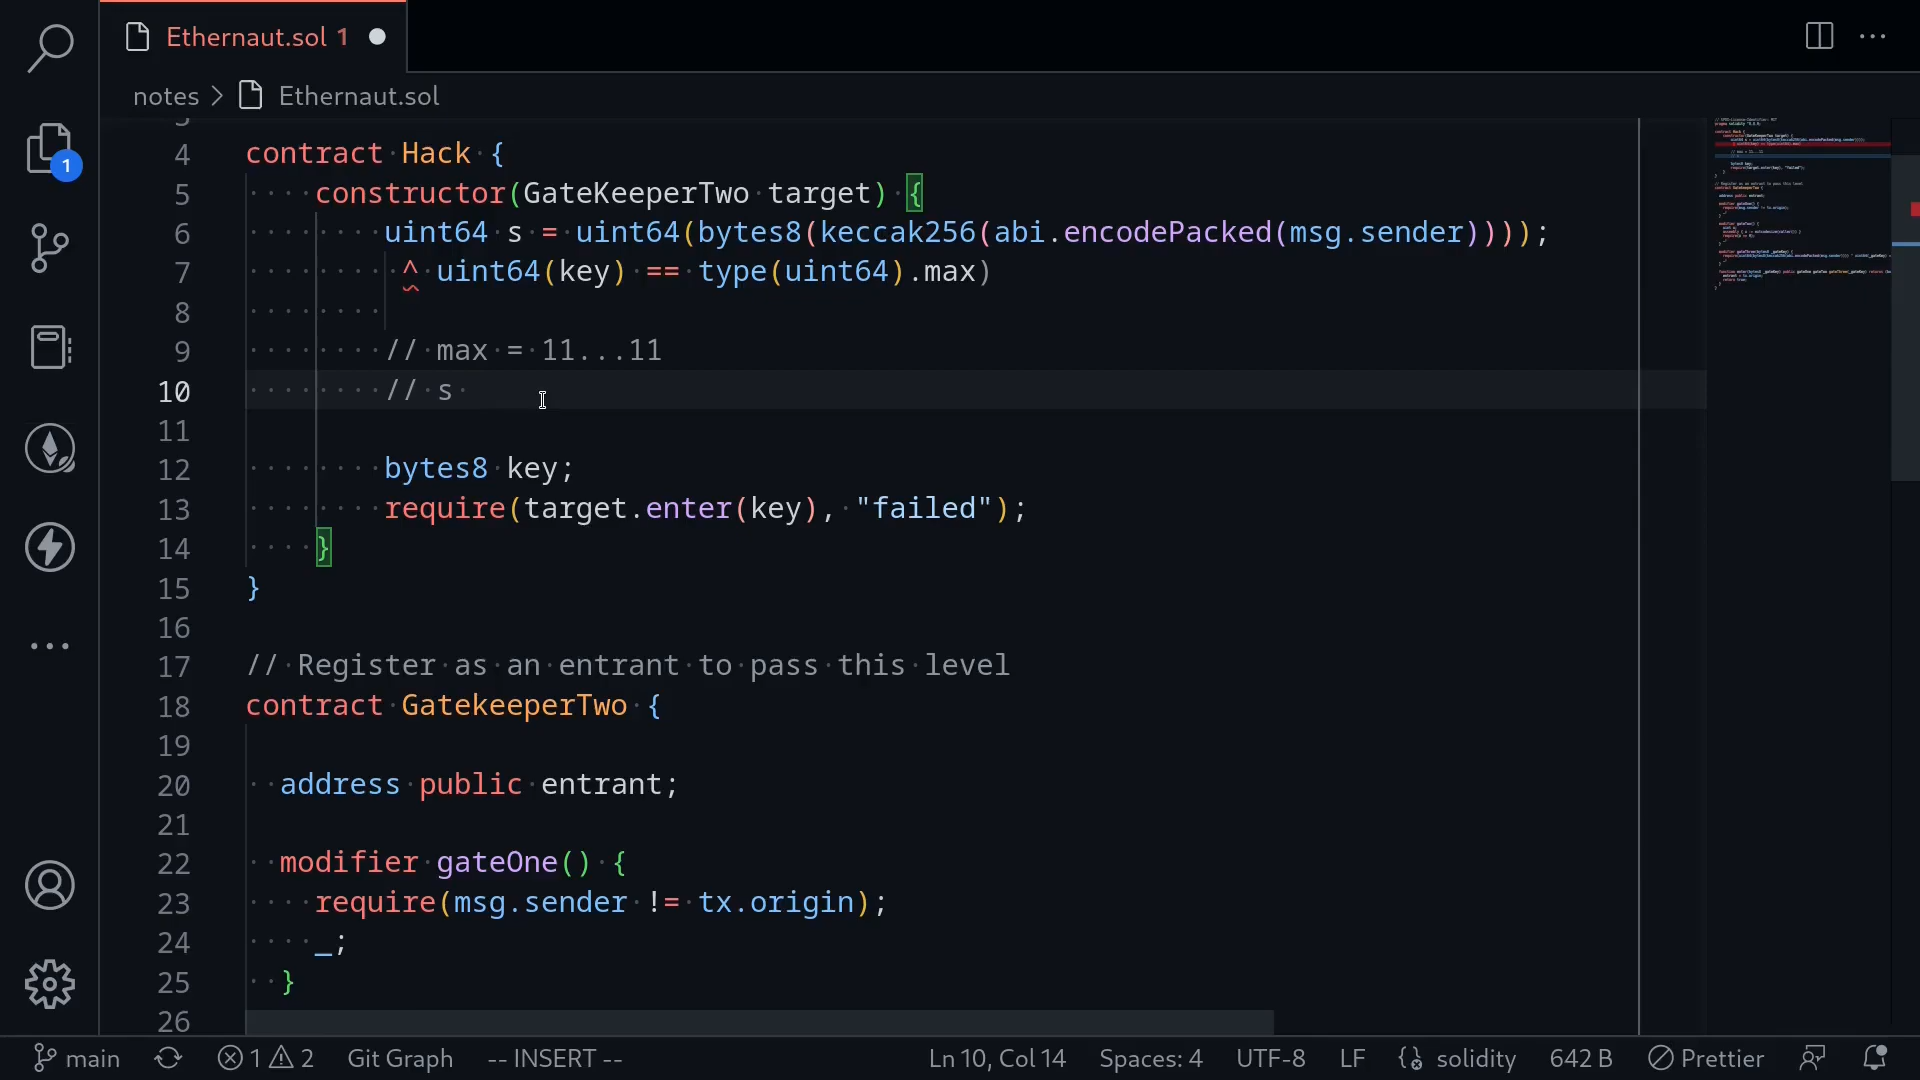 Ethernaut.sol 1
notes > Ethernaut.sol
1
4 contract Hack {
5 constructor(GateKeeperTwo target) {
6 uint64 s = uint64(bytes8(keccak256(abi.encodePacked(msg.sender))));
7 ^ uint64(key) == type(uint64).max)
8
9 // max = 11...11
10 // s
11
12 bytes8 key;
13 require(target.enter(key), "failed");
14 }
15 }
16
17 // Register as an entrant to pass this level
18 contract GatekeeperTwo {
19
20 address public entrant;
21
22 modifier gateOne() {
23 require(msg.sender != tx.origin);
24 _;
25 }
26
main 1 2 Git Graph -- INSERT -- Ln 10, Col 14 Spaces: 4 UTF-8 LF solidity 642 B Prettier